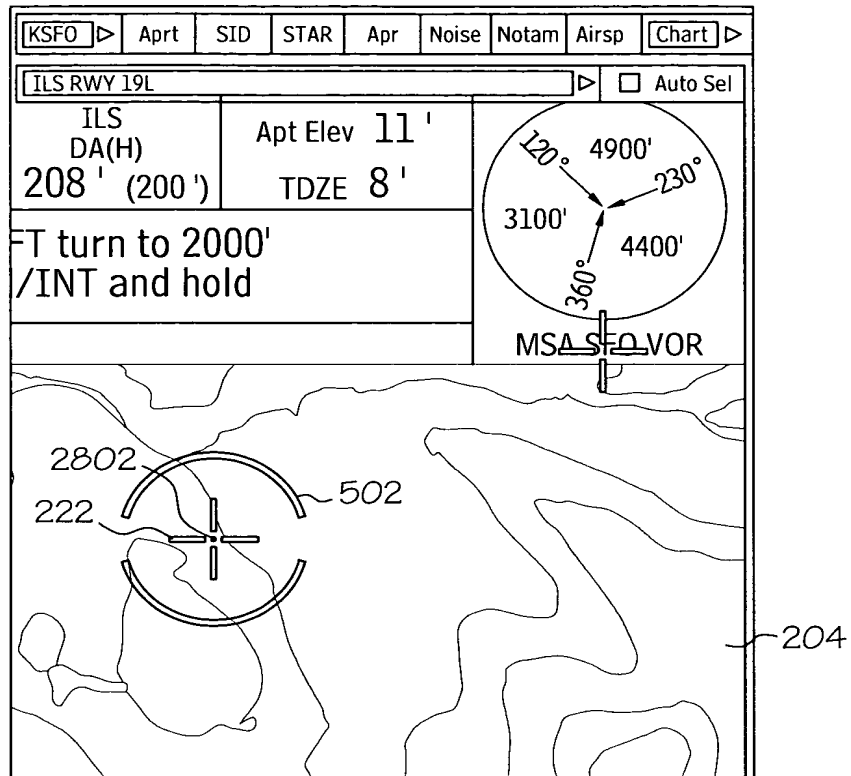 KSFO Aprt SID STAR Apr Noise Notam Airsp Chart
ILS RWY 19L Auto Sel
ILS
DA(H)
208' (200')
Apt Elev 11'
TDZE 8'
120° 4900' 230°
3100' 4400'
360°
FT turn to 2000'
/INT and hold
MSA SFO VOR
2802
502
222
204